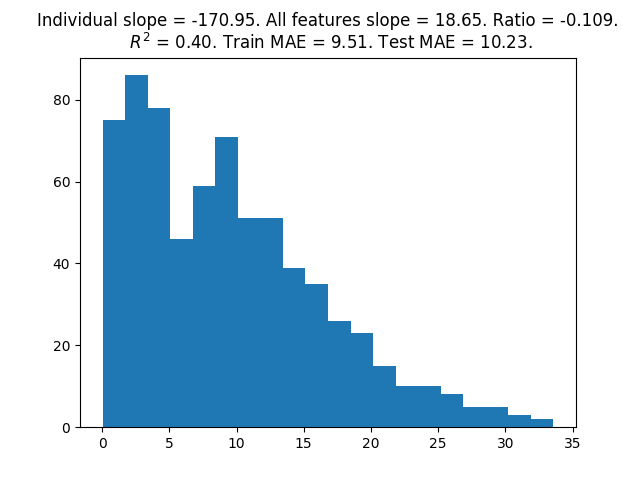 Individual slope = -170.95. All features slope = 18.65. Ratio = -0.109.
R² = 0.40. Train MAE = 9.51. Test MAE = 10.23.
80
60
40
20
0
0 5 10 15 20 25 30 35